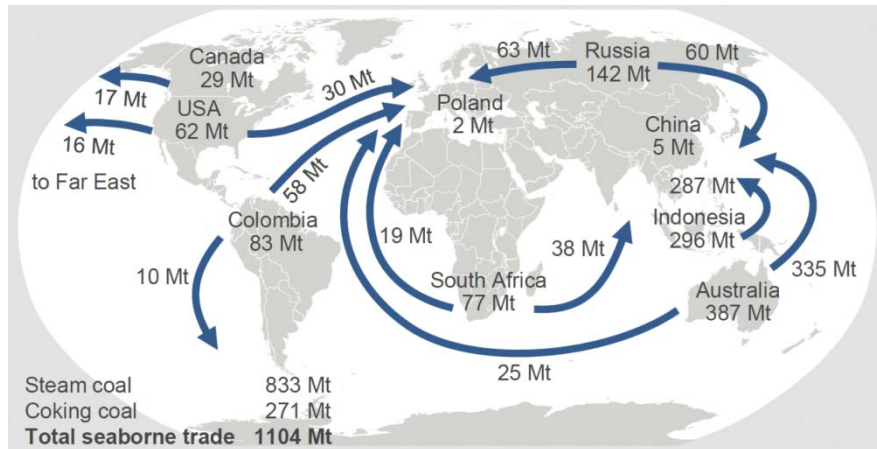 Canada
29 Mt
17 Mt
USA
62 Mt
16 Mt
to Far East
30 Mt
63 Mt
Russia
142 Mt
60 Mt
Poland
2 Mt
China
5 Mt
58 Mt
Colombia
83 Mt
10 Mt
19 Mt
South Africa
77 Mt
38 Mt
287 Mt
Indonesia
296 Mt
335 Mt
Australia
387 Mt
25 Mt
Steam coal 833 Mt
Coking coal 271 Mt
Total seaborne trade 1104 Mt